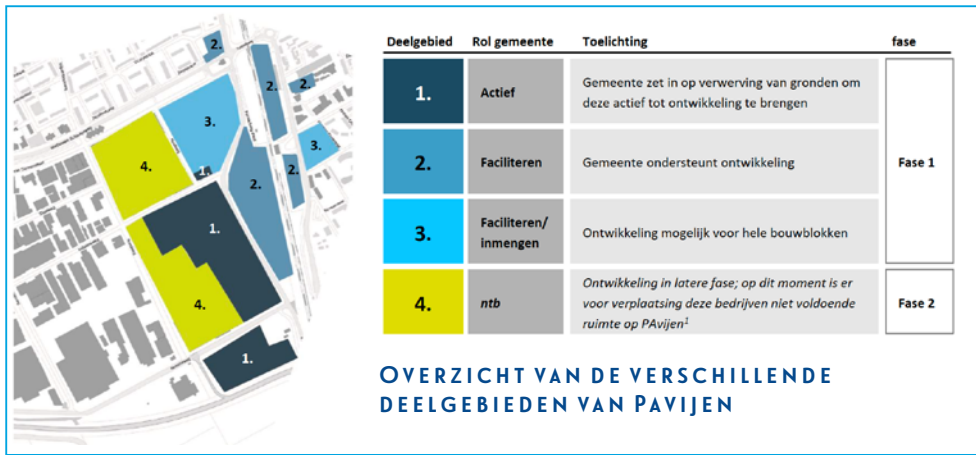 2.
2.
2.
3.
3.
4.
1.
2.
2.
1.
4.
1.
Deelgebied Rol gemeente Toelichting fase
1. Actief Gemeente zet in op verwerving van gronden om
deze actief tot ontwikkeling te brengen
2. Faciliteren Gemeente ondersteunt ontwikkeling
Fase 1
3. Faciliteren/
inmengen Ontwikkeling mogelijk voor hele bouwblokken
4. ntb Ontwikkeling in latere fase; op dit moment is er
voor verplaatsing deze bedrijven niet voldoende
ruimte op PAvijen¹
Fase 2
OVERZICHT VAN DE VERSCHILLENDE
DEELGEBIEDEN VAN PAVIJEN